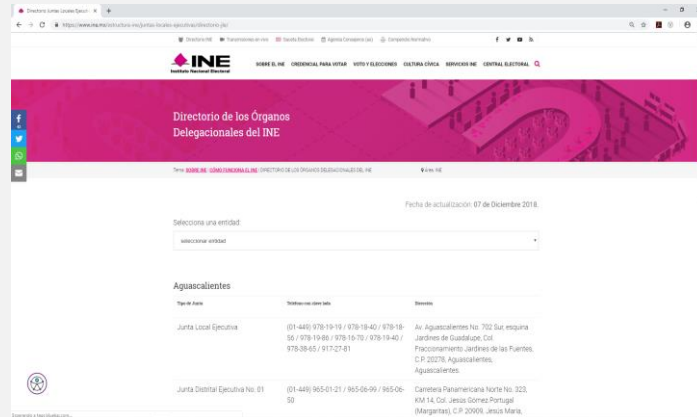 Directorio Juntas Locales Ejecuti
https://www.ine.mx/estructura-ine/juntas-locales-ejecutivas/directorio-jle/
Directorio INE Transmisiones en vivo Gaceta Electoral Compendio Normativo
INE
Instituto Nacional Electoral
SOBRE EL INE CREDENCIAL PARA VOTAR VOTO Y ELECCIONES CULTURA CÍVICA SERVICIOS INE CENTRAL ELECTORAL
Directorio de los Órganos
Delegacionales del INE
Tema: SOBRE INE CÓMO FUNCIONA EL INE DIRECTORIO DE LOS ÓRGANOS DELEGACIONALES DEL INE
Fecha de actualización: 07 de Diciembre 2018.
Selecciona una entidad:
seleccionar entidad
Aguascalientes
Tipo de Junta Teléfono con clave lada Dirección
Junta Local Ejecutiva (01-449) 978-19-19 / 978-18-40 / 978-18- Av. Aguascalientes No. 702 Sur, esquina
56 / 978-19-86 / 978-16-70 / 978-19-40 / Jardines de Guadalupe, Col.
978-38-65 / 917-27-81 Fraccionamiento Jardines de las Fuentes,
C.P. 20278, Aguascalientes,
Aguascalientes.
Junta Distrital Ejecutiva No. 01 (01-449) 965-01-21 / 965-06-99 / 965-06- Carretera Panamericana Norte No. 323,
50 KM 14, Col. Jesús Gómez Portugal
(Margaritas), C.P. 20909, Jesús María,